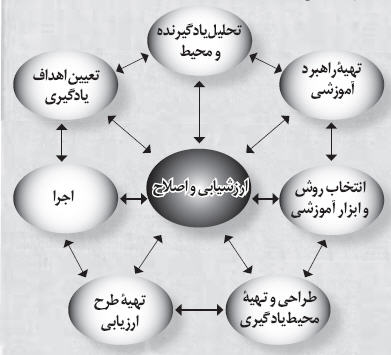 تحلیل یادگیرنده
و محیط
تهیهٔ راهبرد
آموزشی
تعیین اهداف
یادگیری
انتخاب روش
و ابزار آموزشی
ارزشیابی و اصلاح
اجرا
طراحی و تهیهٔ
محیط یادگیری
تهیهٔ طرح
ارزیابی